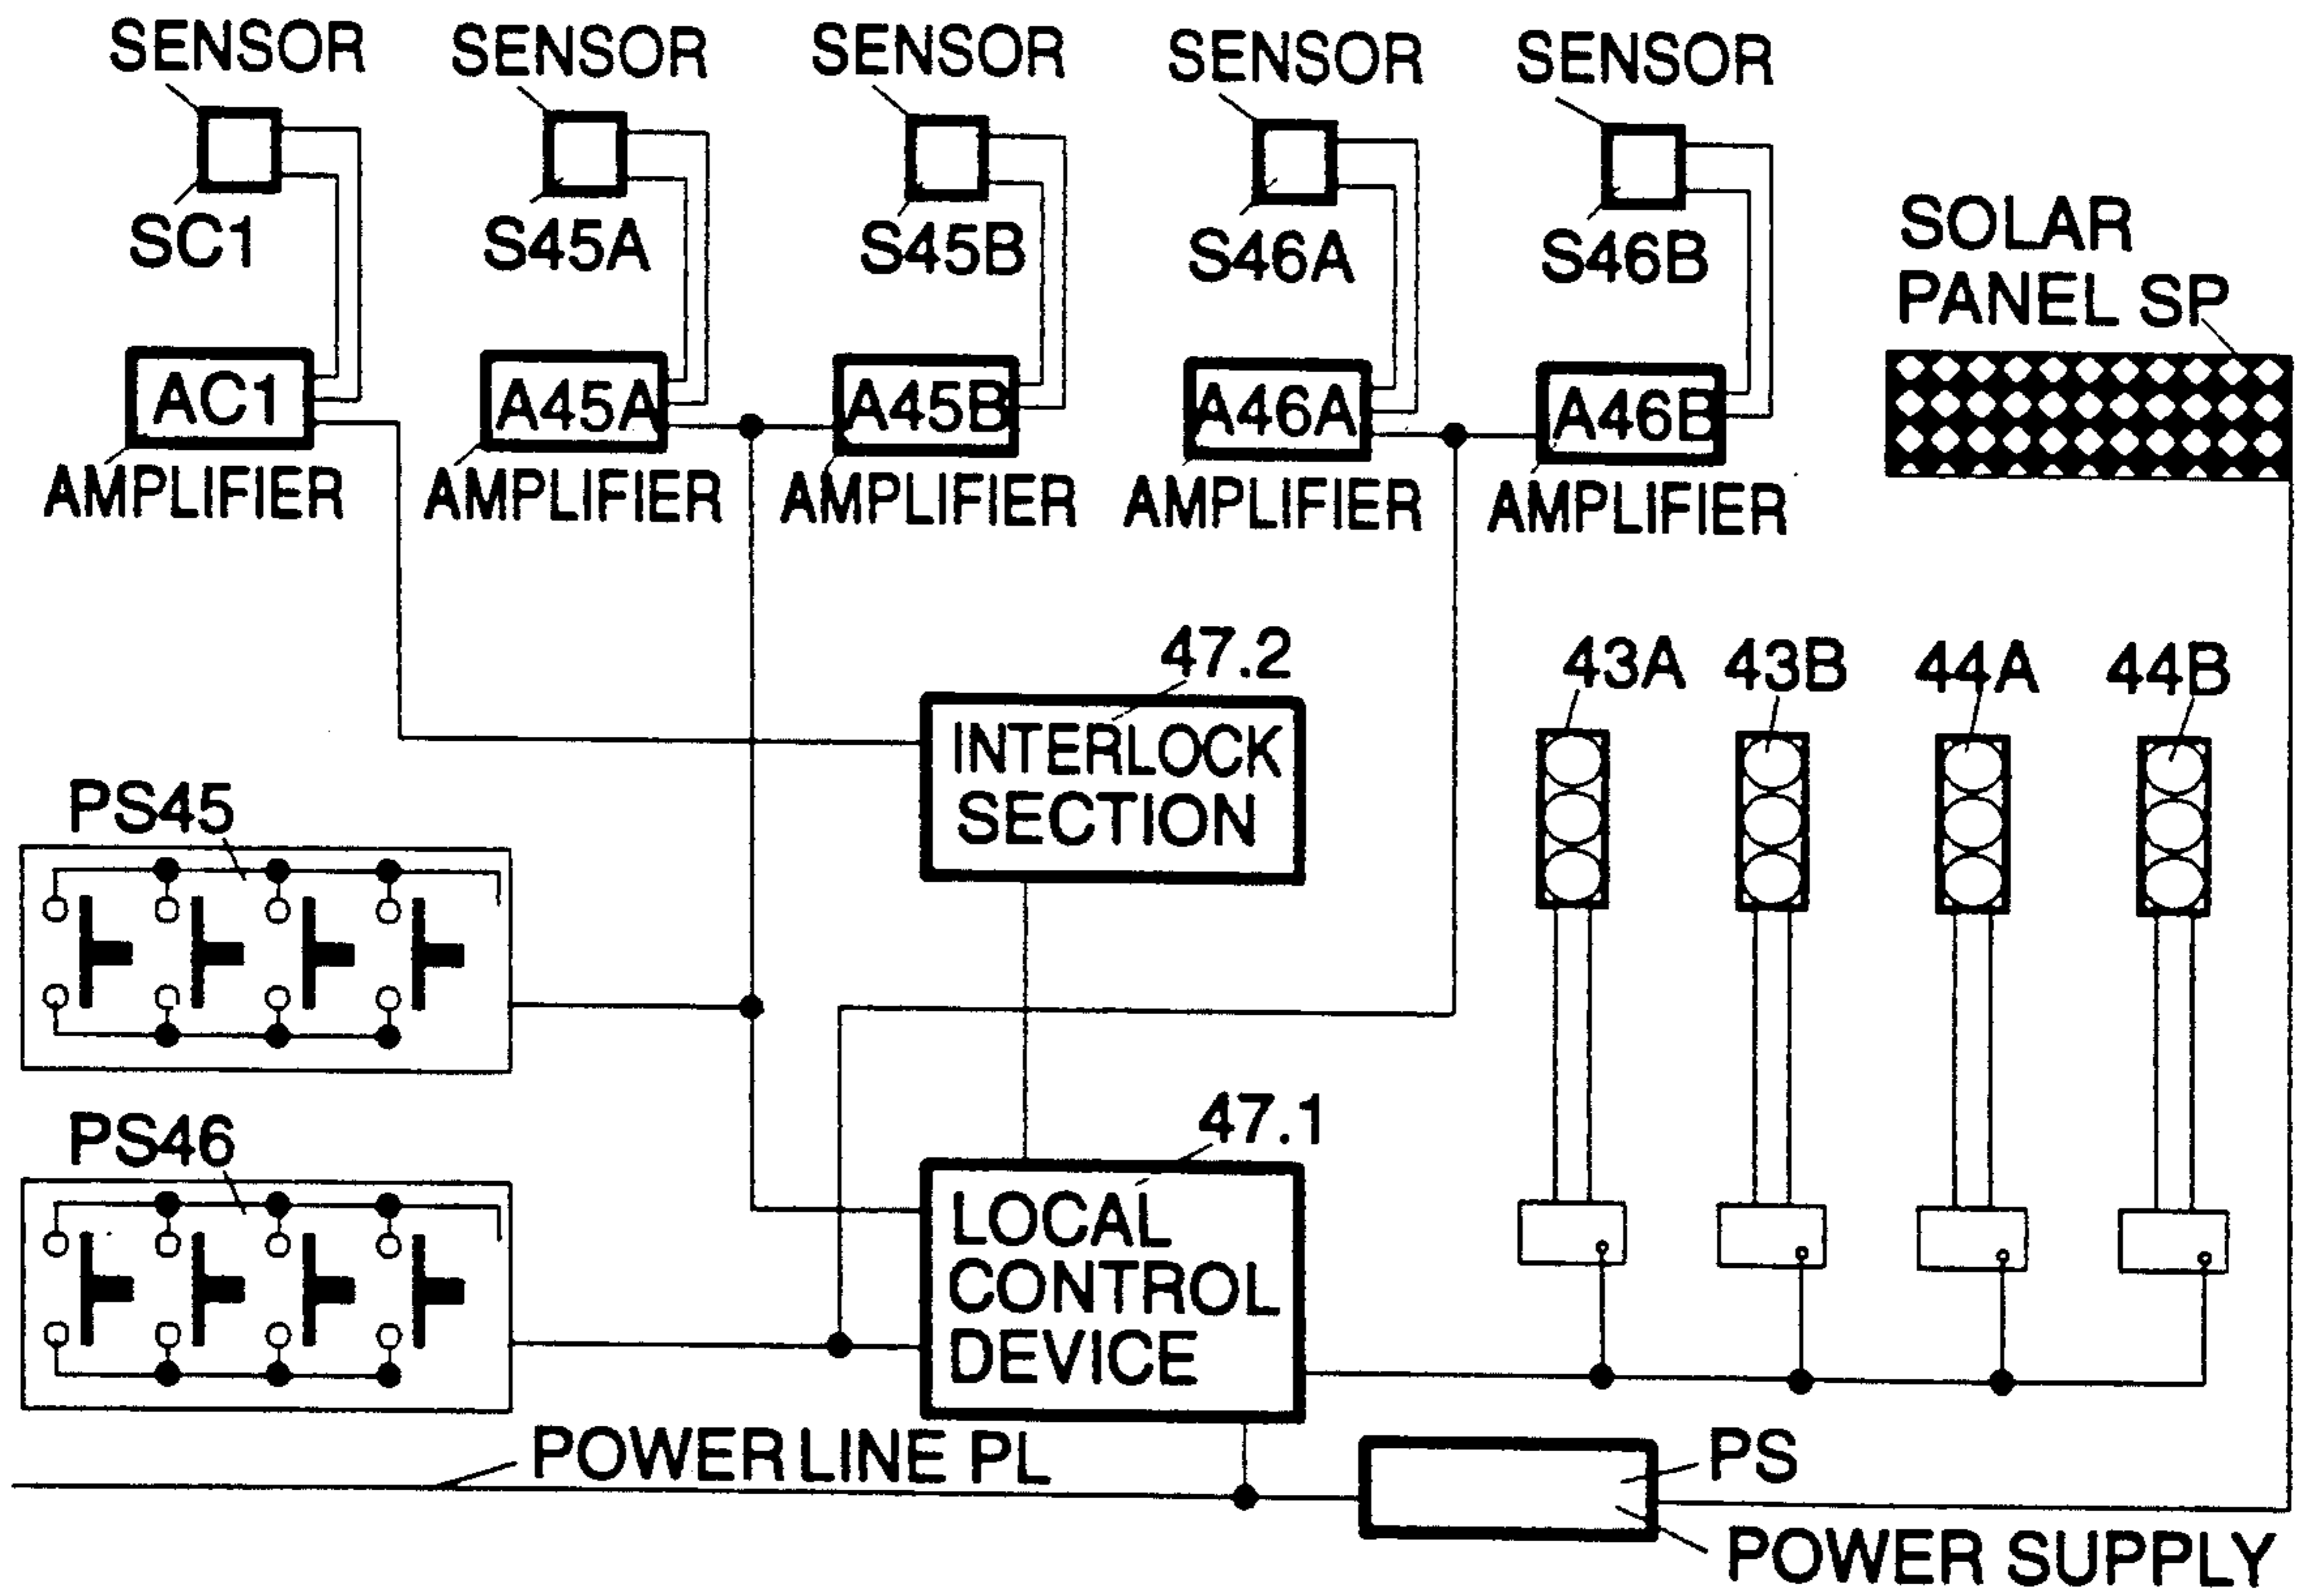 SENSOR SENSOR SENSOR SENSOR SENSOR
SC1 S45A S45B S46A S46B
SOLAR
PANEL SP
AC1 A45A A45B A46A A46B
AMPLIFIER AMPLIFIER AMPLIFIER AMPLIFIER AMPLIFIER
47.2
43A 43B 44A 44B
INTERLOCK
SECTION
PS45
47.1
PS46
LOCAL
CONTROL
DEVICE
POWER LINE PL
PS
POWER SUPPLY